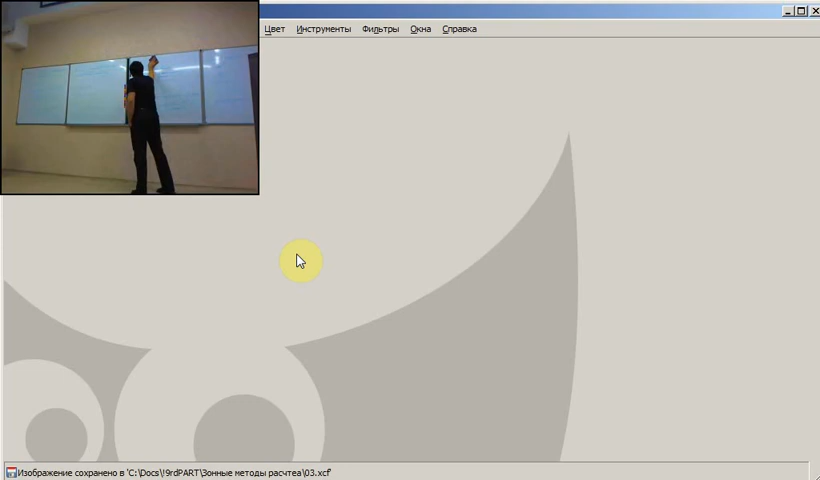 Цвет Инструменты Фильтры Окна Справка
Изображение сохранено в 'C:\Docs\!9rdPART\Зонные методы расчтеа\03.xcf'